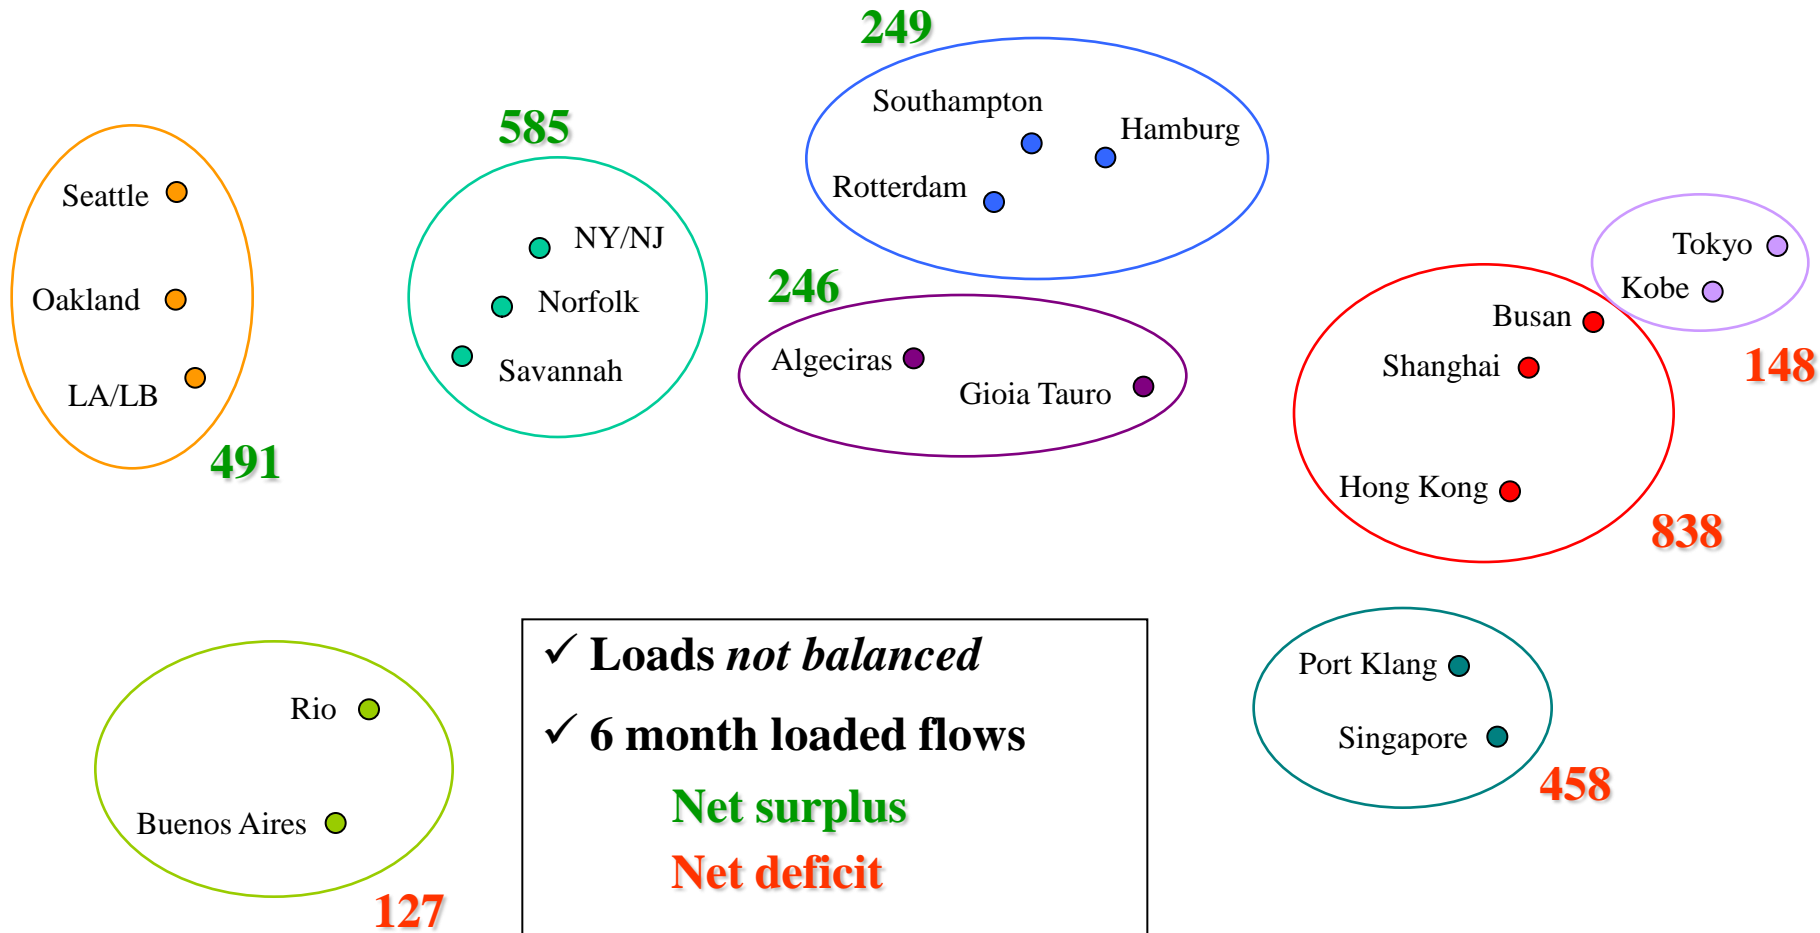 249
Southampton
Hamburg
Rotterdam
585
NY/NJ
Norfolk
Savannah
Seattle
Oakland
LA/LB
491
246
Algeciras
Gioia Tauro
Tokyo
Kobe
148
Busan
Shanghai
Hong Kong
838
Rio
Buenos Aires
127
✓ Loads not balanced
✓ 6 month loaded flows
Net surplus
Net deficit
Port Klang
Singapore
458